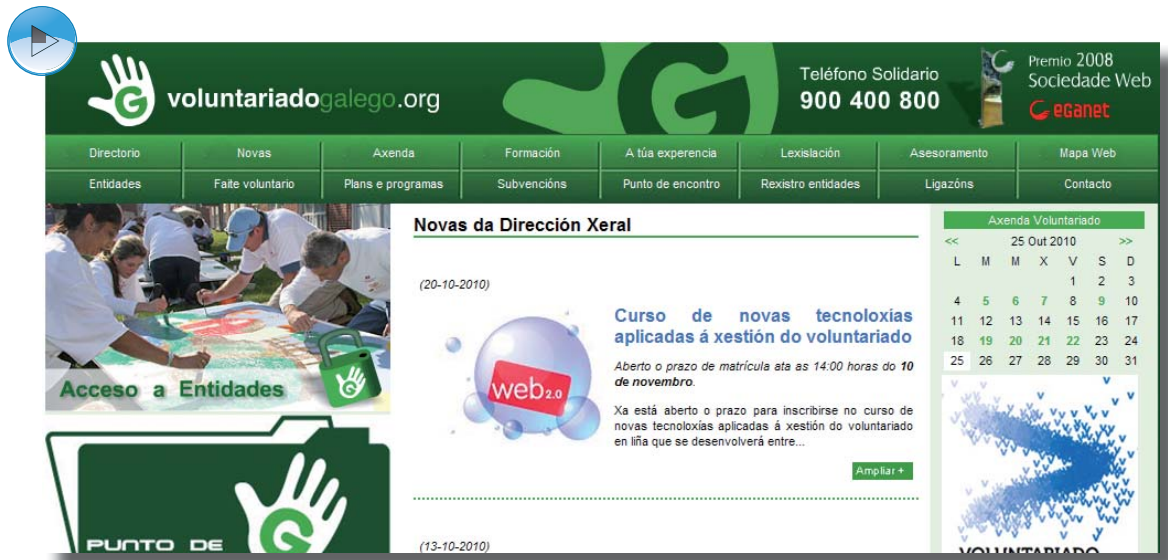 voluntariadogalego.org
Teléfono Solidario
900 400 800
Premio 2008
Sociedade Web
eganet
Directorio Novas Axenda Formación A túa experencia Lexislación Asesoramento Mapa Web
Entidades Faite voluntario Plans e programas Subvencións Punto de encontro Rexistro entidades Ligazóns Contacto
Acceso a Entidades
PUNTO DE
G
Novas da Dirección Xeral
(20-10-2010)
web 2.0
Curso de novas tecnoloxías
aplicadas á xestión do voluntariado
Aberto o prazo de matrícula ata as 14:00 horas do 10
de novembro.
Xa está aberto o prazo para inscribirse no curso de
novas tecnoloxías aplicadas á xestión do voluntariado
en liña que se desenvolverá entre...
Ampliar +
(13-10-2010)
Axenda Voluntariado
<< 25 Out 2010 >>
L M M X V S D
1 2 3
4 5 6 7 8 9 10
11 12 13 14 15 16 17
18 19 20 21 22 23 24
25 26 27 28 29 30 31
VOLUNTARIADO